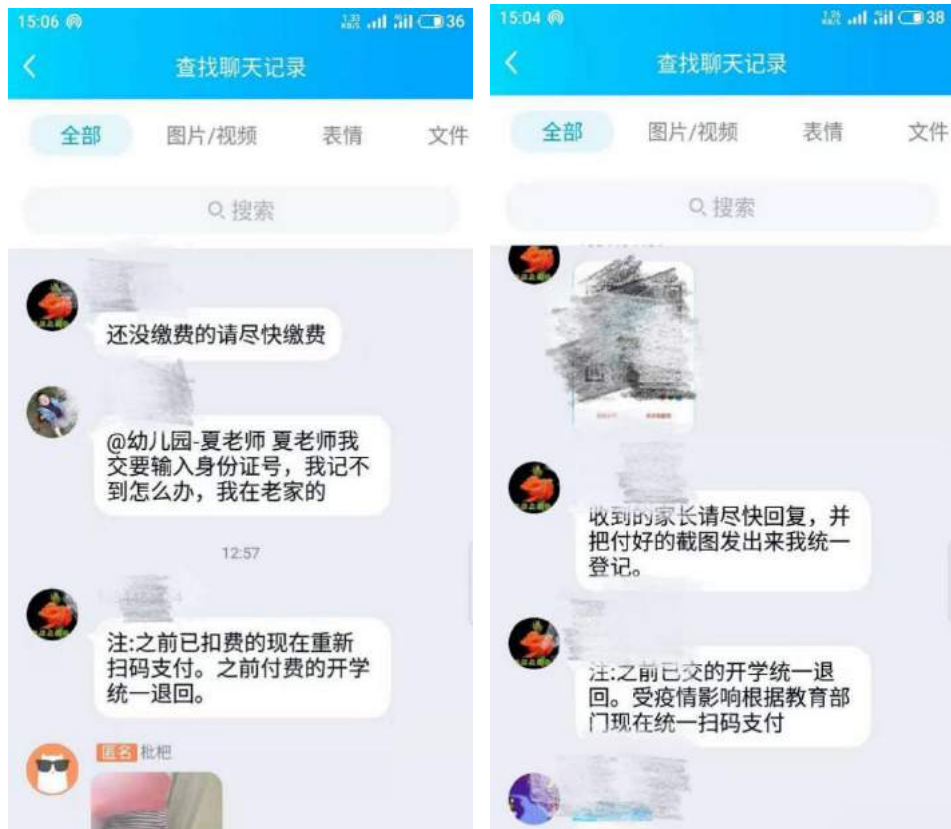 15:06
1.33 KB/S
36
查找聊天记录
全部
图片/视频
表情
文件
搜索
还没缴费的请尽快缴费
@幼儿园-夏老师 夏老师我
交要输入身份证号，我记不
到怎么办，我在老家的
12:57
注:之前已扣费的现在重新
扫码支付。之前付费的开学
统一退回。
匿名 枇杷
15:04
38
查找聊天记录
全部
图片/视频
表情
文件
搜索
收到的家长请尽快回复，并
把付好的截图发出来我统一
登记。
注:之前已交的开学统一退
回。受疫情影响根据教育部
门现在统一扫码支付